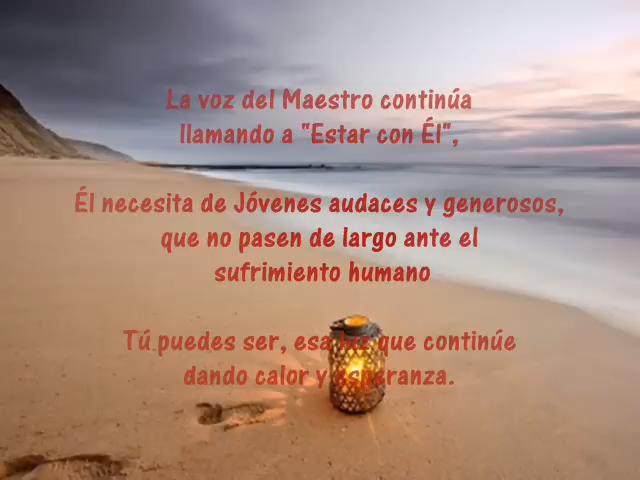 La voz del Maestro continúa
llamando a "Estar con Él",
Él necesita de Jóvenes audaces y generosos,
que no pasen de largo ante el
sufrimiento humano
Tú puedes ser, esa luz que continúe
dando calor y esperanza.